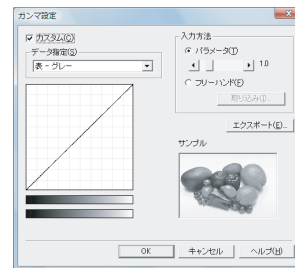 ガンマ設定
カスタム(C)
データ指定(S)
表 - グレー
入力方法
パラメータ(T)
1.0
フリーハンド(F)
取り込み(I)...
エクスポート(E)...
サンプル
OK
キャンセル
ヘルプ(H)